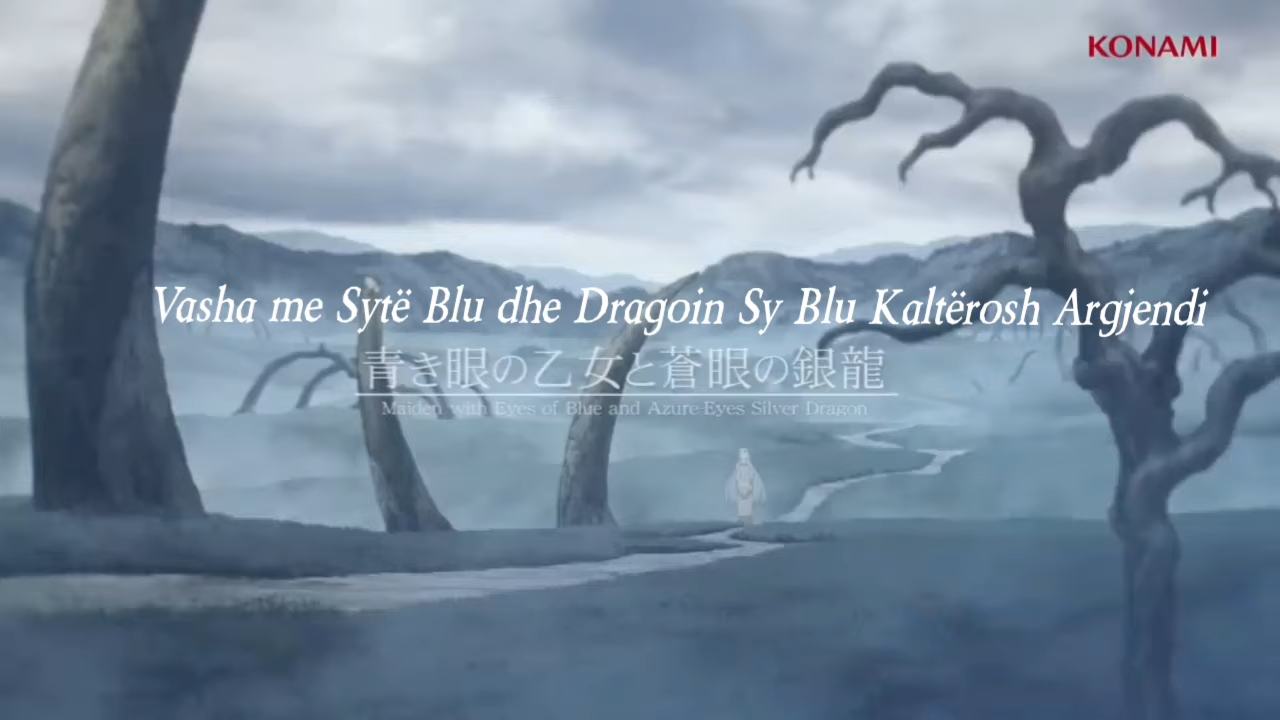 KONAMI
Vasha me Sytë Blu dhe Dragoin Sy Blu Kaltërosh Argjendi
青き眼の乙女と蒼眼の銀龍
Maiden with Eyes of Blue and Azure-Eyes Silver Dragon